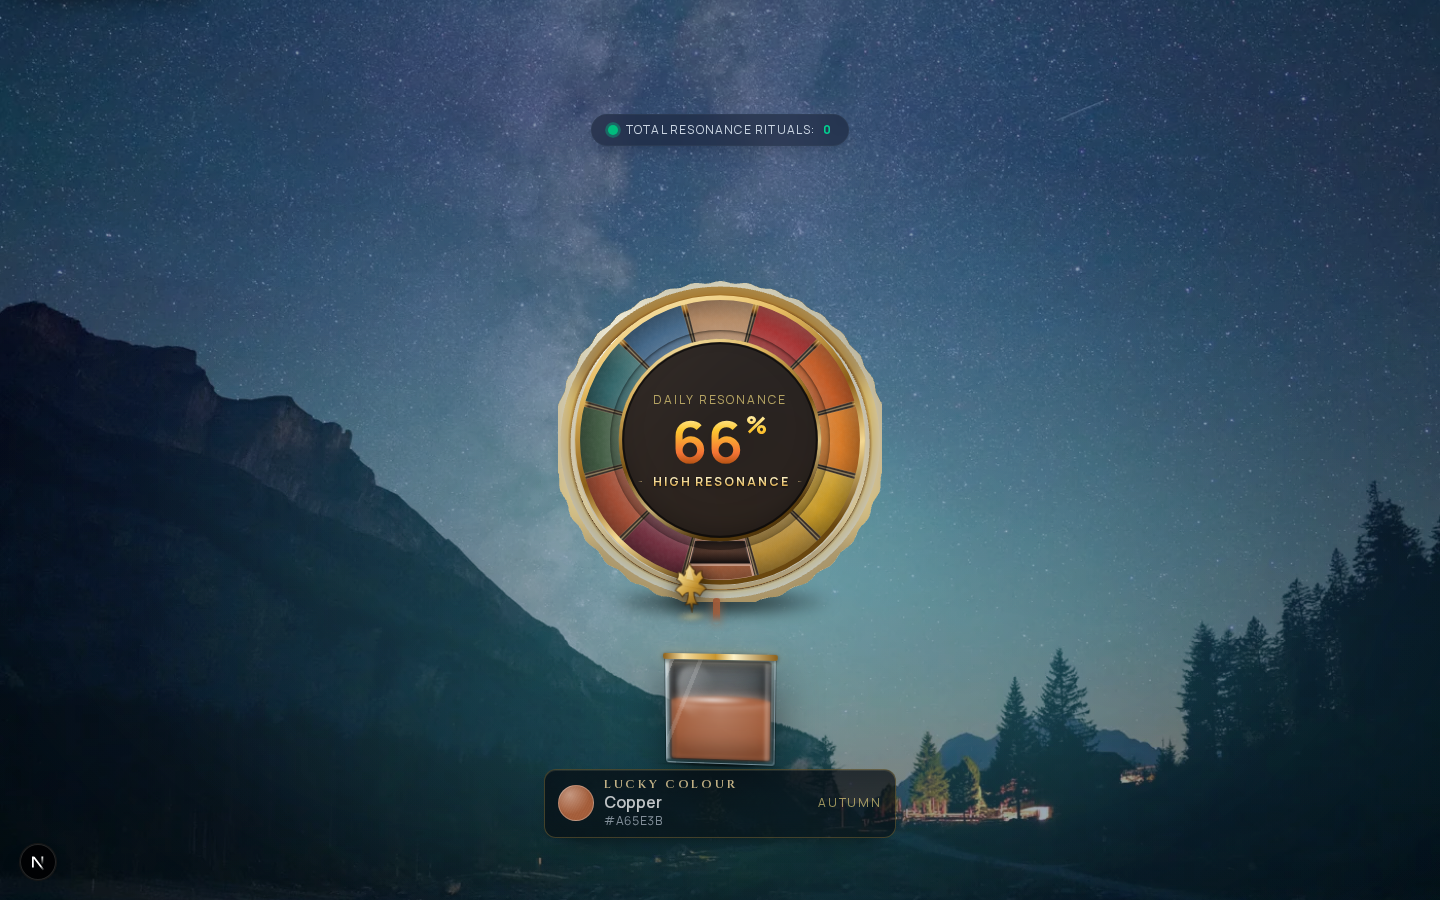 TOTAL RESONANCE RITUALS: 0
DAILY RESONANCE
66%
- HIGH RESONANCE -
LUCKY COLOUR
Copper
AUTUMN
#A65E3B
N